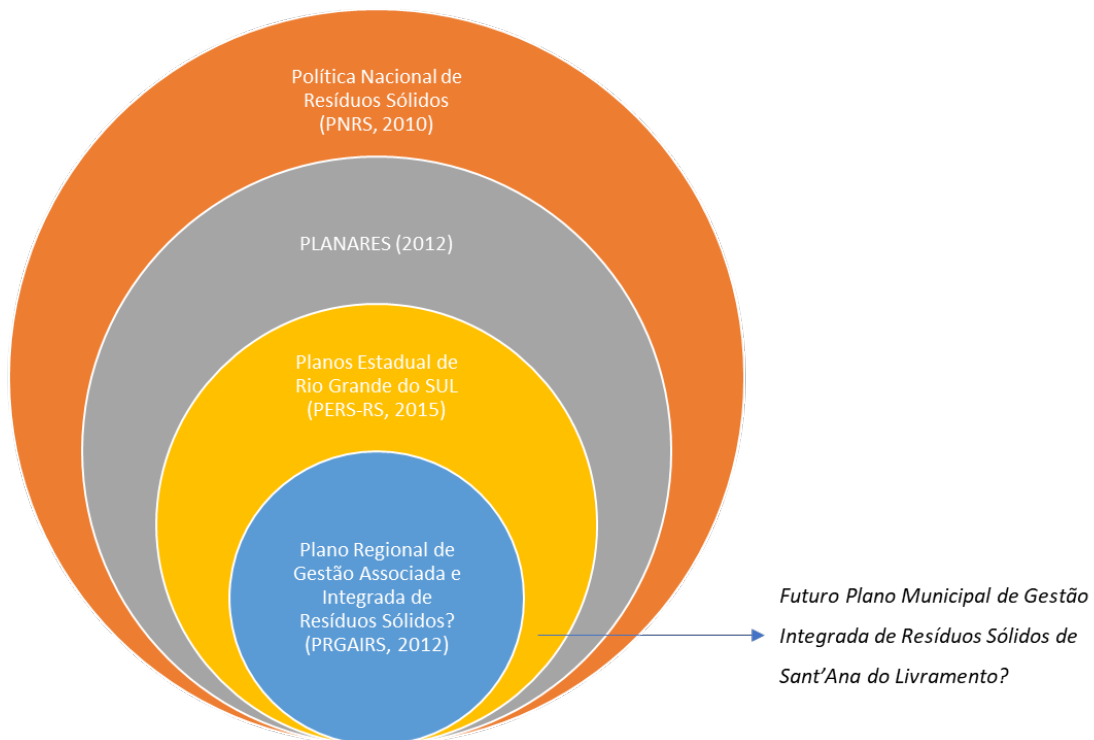 Política Nacional de
Resíduos Sólidos
(PNRS, 2010)
PLANARES (2012)
Planos Estadual de
Rio Grande do SUL
(PERS-RS, 2015)
Plano Regional de
Gestão Associada e
Integrada de
Resíduos Sólidos?
(PRGAIRS, 2012)
Futuro Plano Municipal de Gestão
Integrada de Resíduos Sólidos de
Sant’Ana do Livramento?